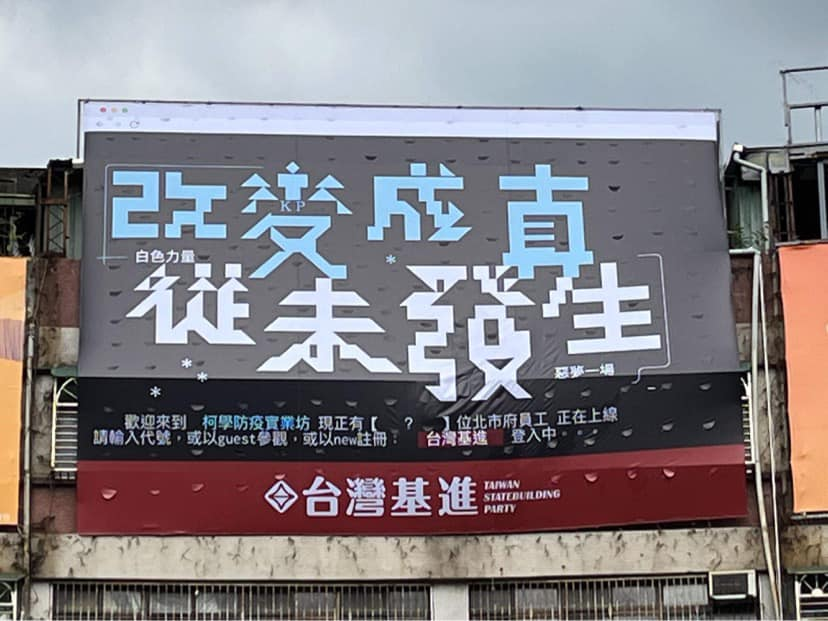 改變成真
KP
白色力量
*
從未發生
*
* *
惡夢一場
歡迎來到 柯學防疫實業坊 現正有【 ? 】位北市府員工 正在上線
請輸入代號，或以guest參觀，或以new註冊． 台灣基進 登入中．．．
台灣基進
TAIWAN
STATEBUILDING
PARTY